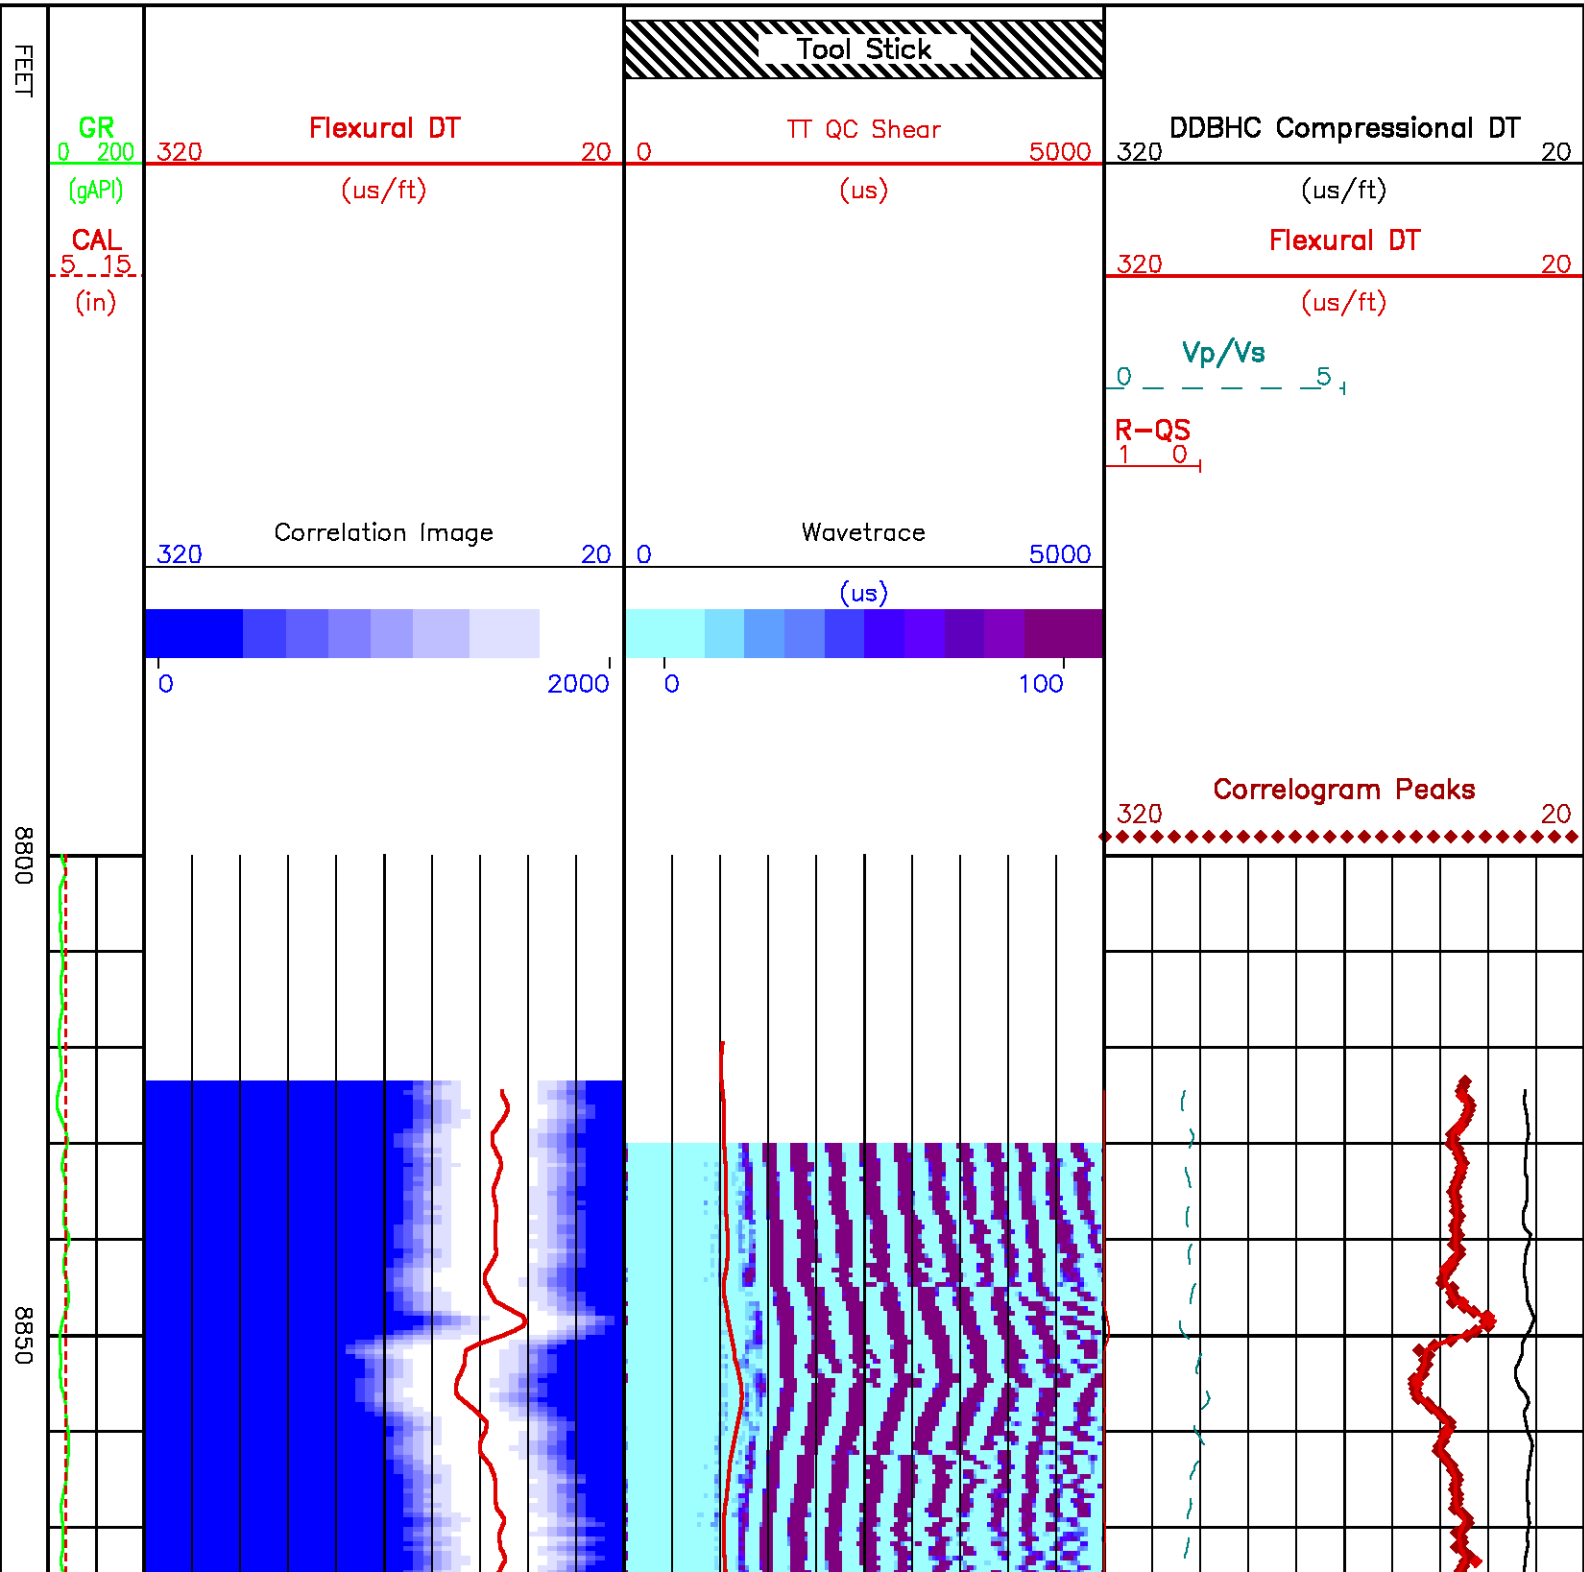 FEET
8800
8850
GR
0 200
(gAPI)
CAL
5 15
(in)
Flexural DT
320 20
(us/ft)
Correlation Image
320 20
0 2000
Tool Stick
TT QC Shear
0 5000
(us)
Wavetrace
0 5000
(us)
0 100
DDBHC Compressional DT
320 20
(us/ft)
Flexural DT
320 20
(us/ft)
Vp/Vs
0 5
R-QS
1 0
Correlogram Peaks
320 20